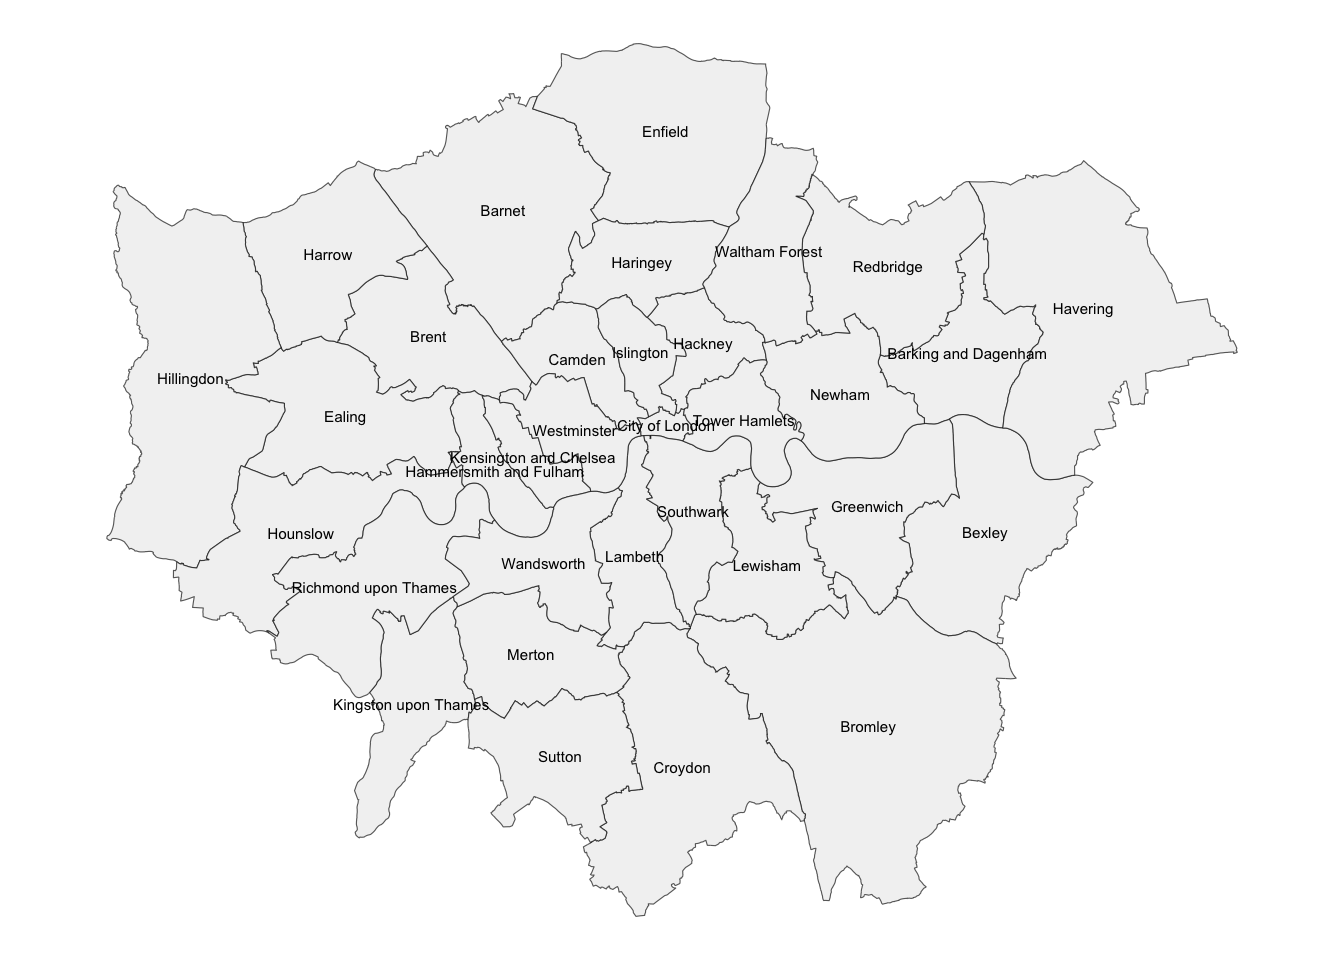 Enfield
Barnet
Harrow
Haringey
Waltham Forest
Redbridge
Havering
Brent
Hackney
Islington
Camden
Barking and Dagenham
Hillingdon
Newham
Ealing
Westminster
City of London
Tower Hamlets
Kensington and Chelsea
Hammersmith and Fulham
Greenwich
Southwark
Hounslow
Bexley
Wandsworth
Lambeth
Lewisham
Richmond upon Thames
Merton
Kingston upon Thames
Bromley
Sutton
Croydon